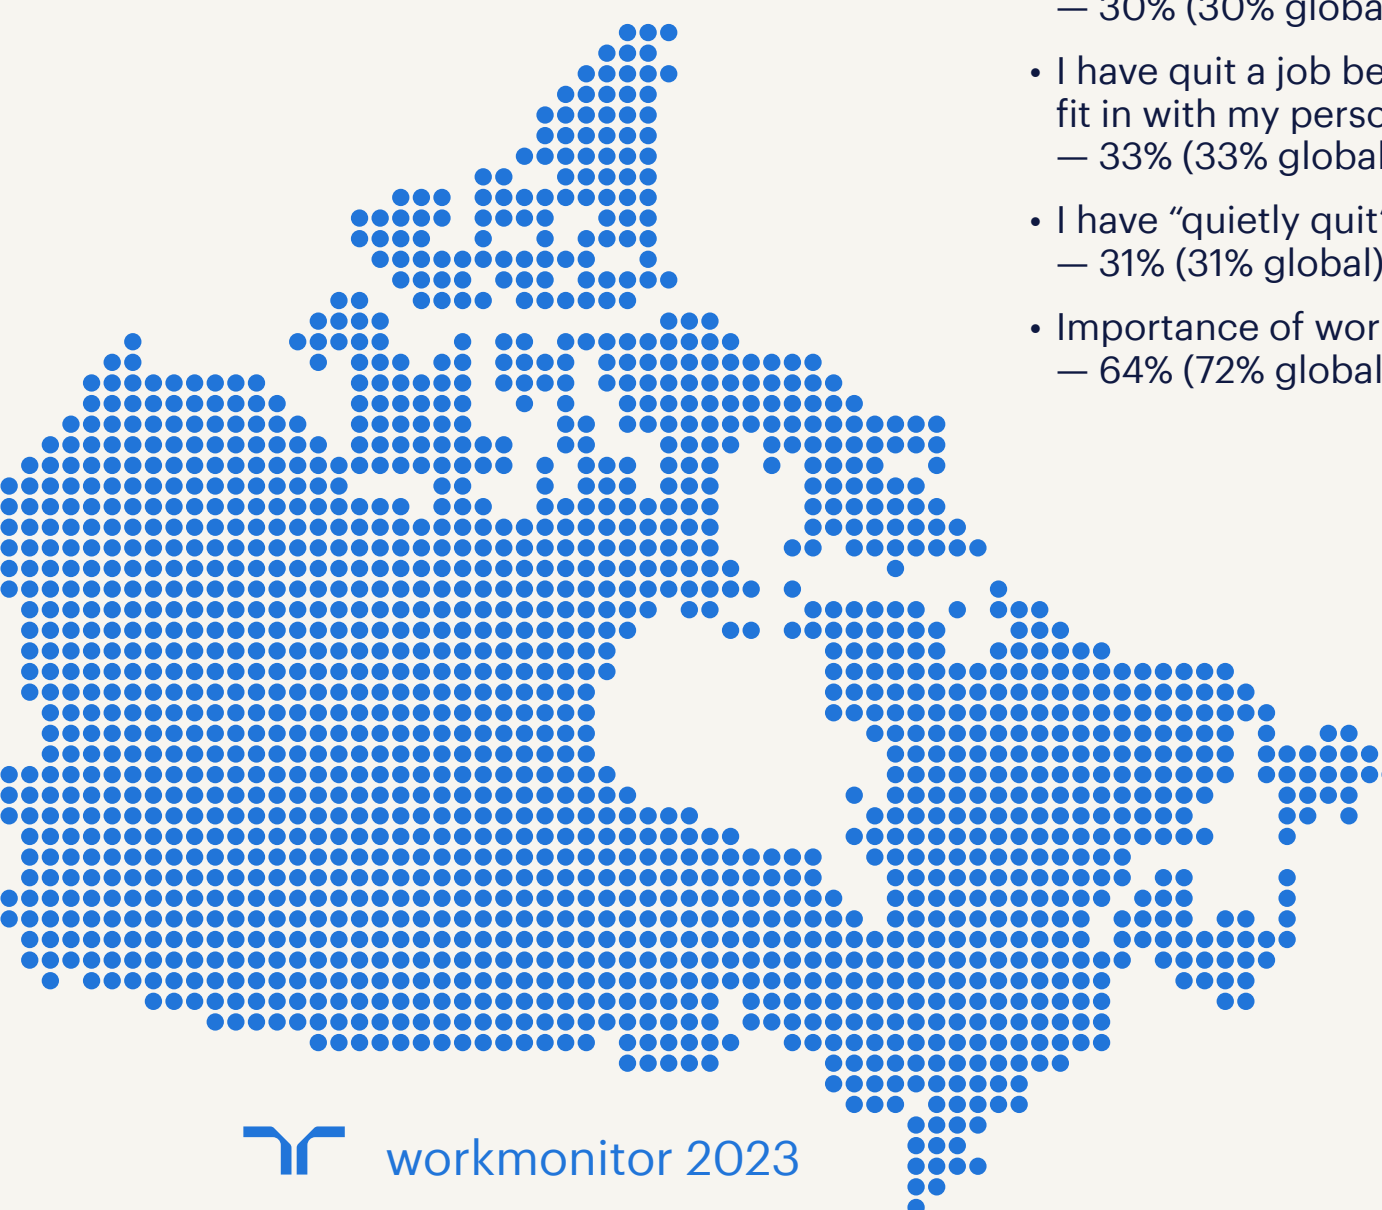 — 30% (30% globa
• I have quit a job be
fit in with my perso
— 33% (33% global
• I have “quietly quit”
— 31% (31% global)
• Importance of wor
— 64% (72% global
workmonitor 2023